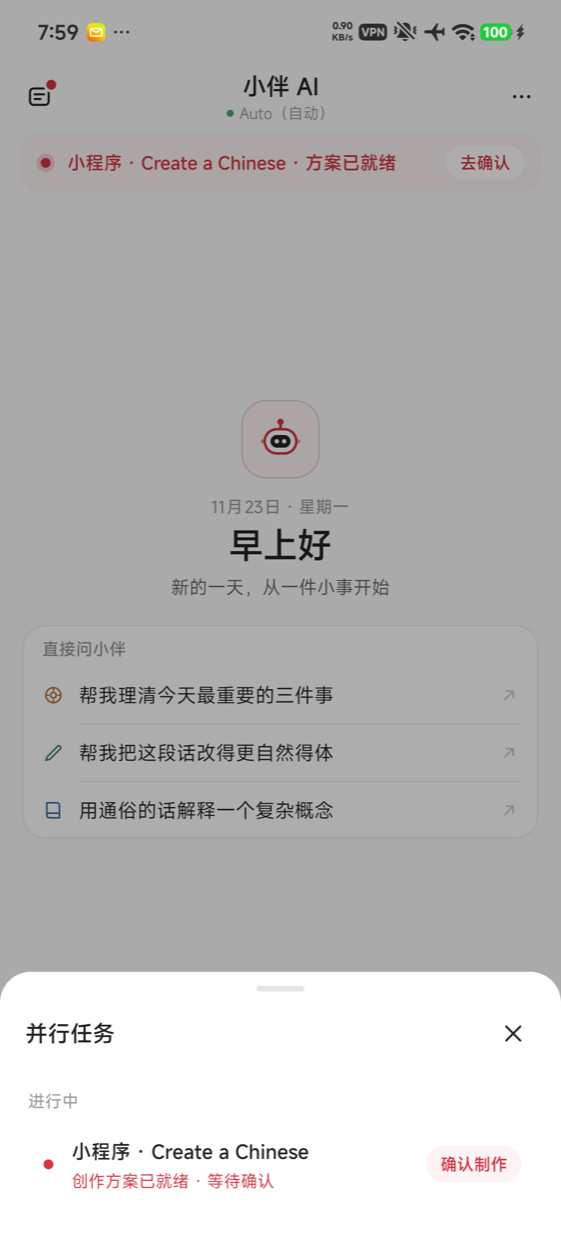 7:59
0.90 KB/s
VPN
100
小伴 AI
Auto（自动）
小程序 · Create a Chinese · 方案已就绪
去确认
11月23日 · 星期一
早上好
新的一天，从一件小事开始
直接问小伴
帮我理清今天最重要的三件事
帮我把这段话改得更自然得体
用通俗的话解释一个复杂概念
并行任务
进行中
小程序 · Create a Chinese
创作方案已就绪 · 等待确认
确认制作